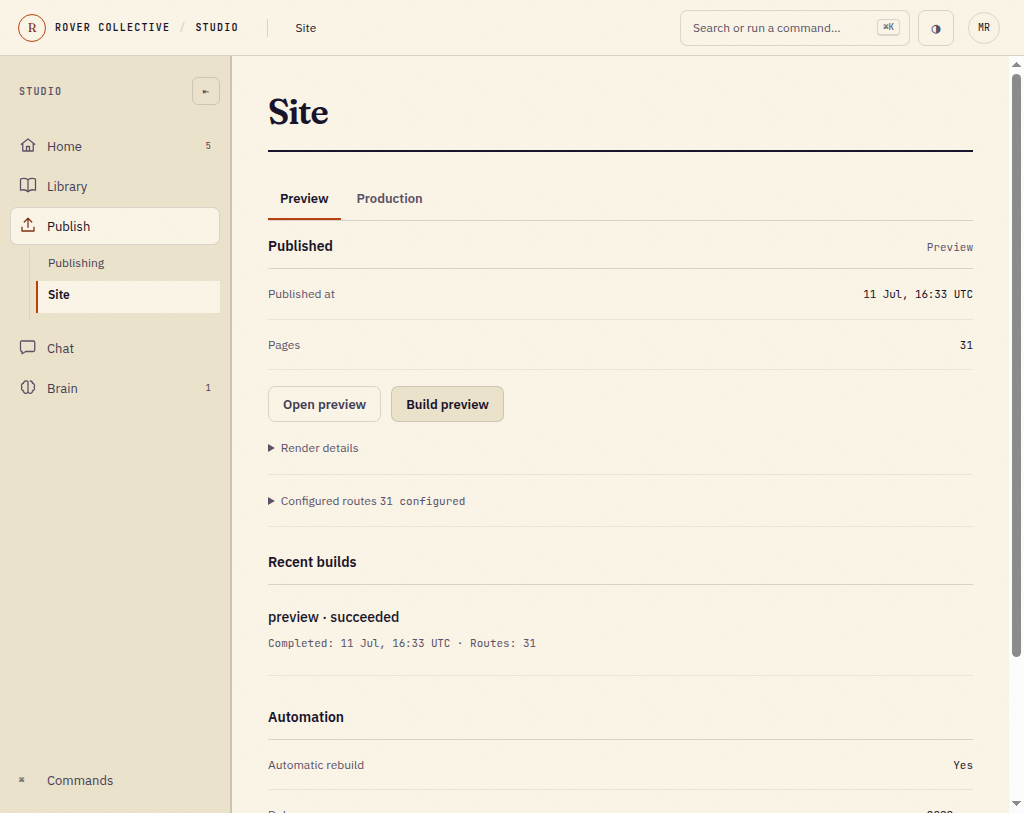 R ROVER COLLECTIVE / STUDIO Site Search or run a command... ⌘K MR
STUDIO
Home 5
Library
Publish
Publishing
Site
Chat
Brain 1
⌘ Commands
Site
Preview Production
Published Preview
Published at 11 Jul, 16:33 UTC
Pages 31
Open preview Build preview
Render details
Configured routes 31 configured
Recent builds
preview · succeeded
Completed: 11 Jul, 16:33 UTC · Routes: 31
Automation
Automatic rebuild Yes